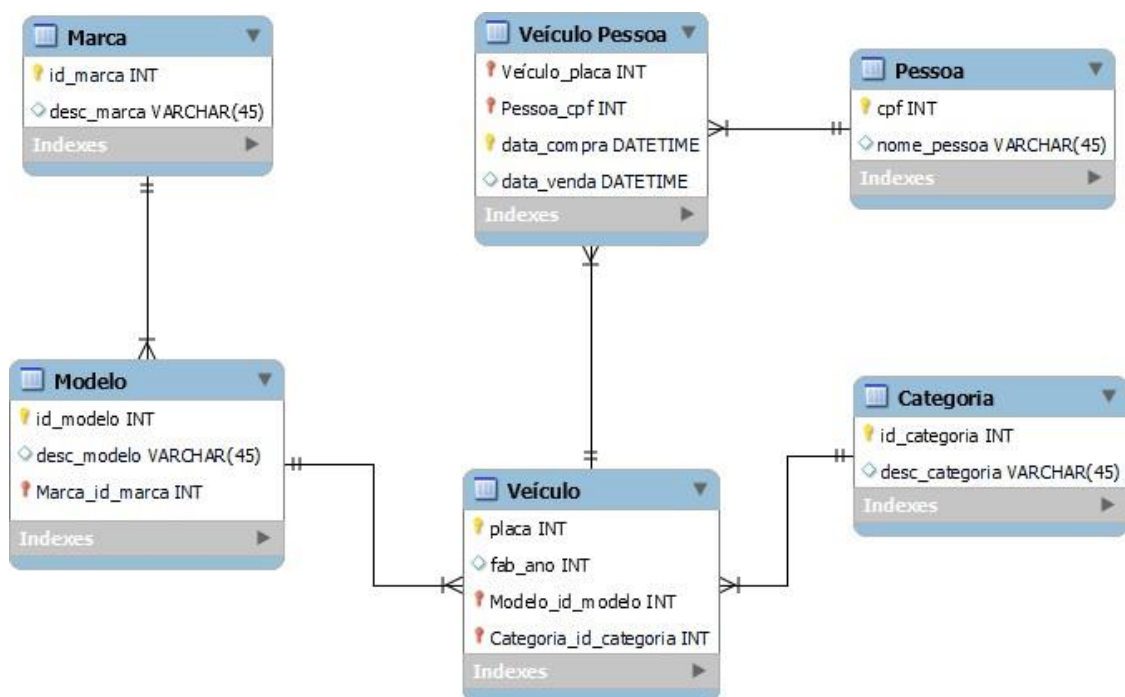 Marca
id_marca INT
desc_marca VARCHAR(45)
Indexes
Veículo Pessoa
Veículo_placa INT
Pessoa_cpf INT
data_compra DATETIME
data_venda DATETIME
Indexes
Pessoa
cpf INT
nome_pessoa VARCHAR(45)
Indexes
Modelo
id_modelo INT
desc_modelo VARCHAR(45)
Marca_id_marca INT
Indexes
Veículo
placa INT
fab_ano INT
Modelo_id_modelo INT
Categoria_id_categoria INT
Indexes
Categoria
id_categoria INT
desc_categoria VARCHAR(45)
Indexes